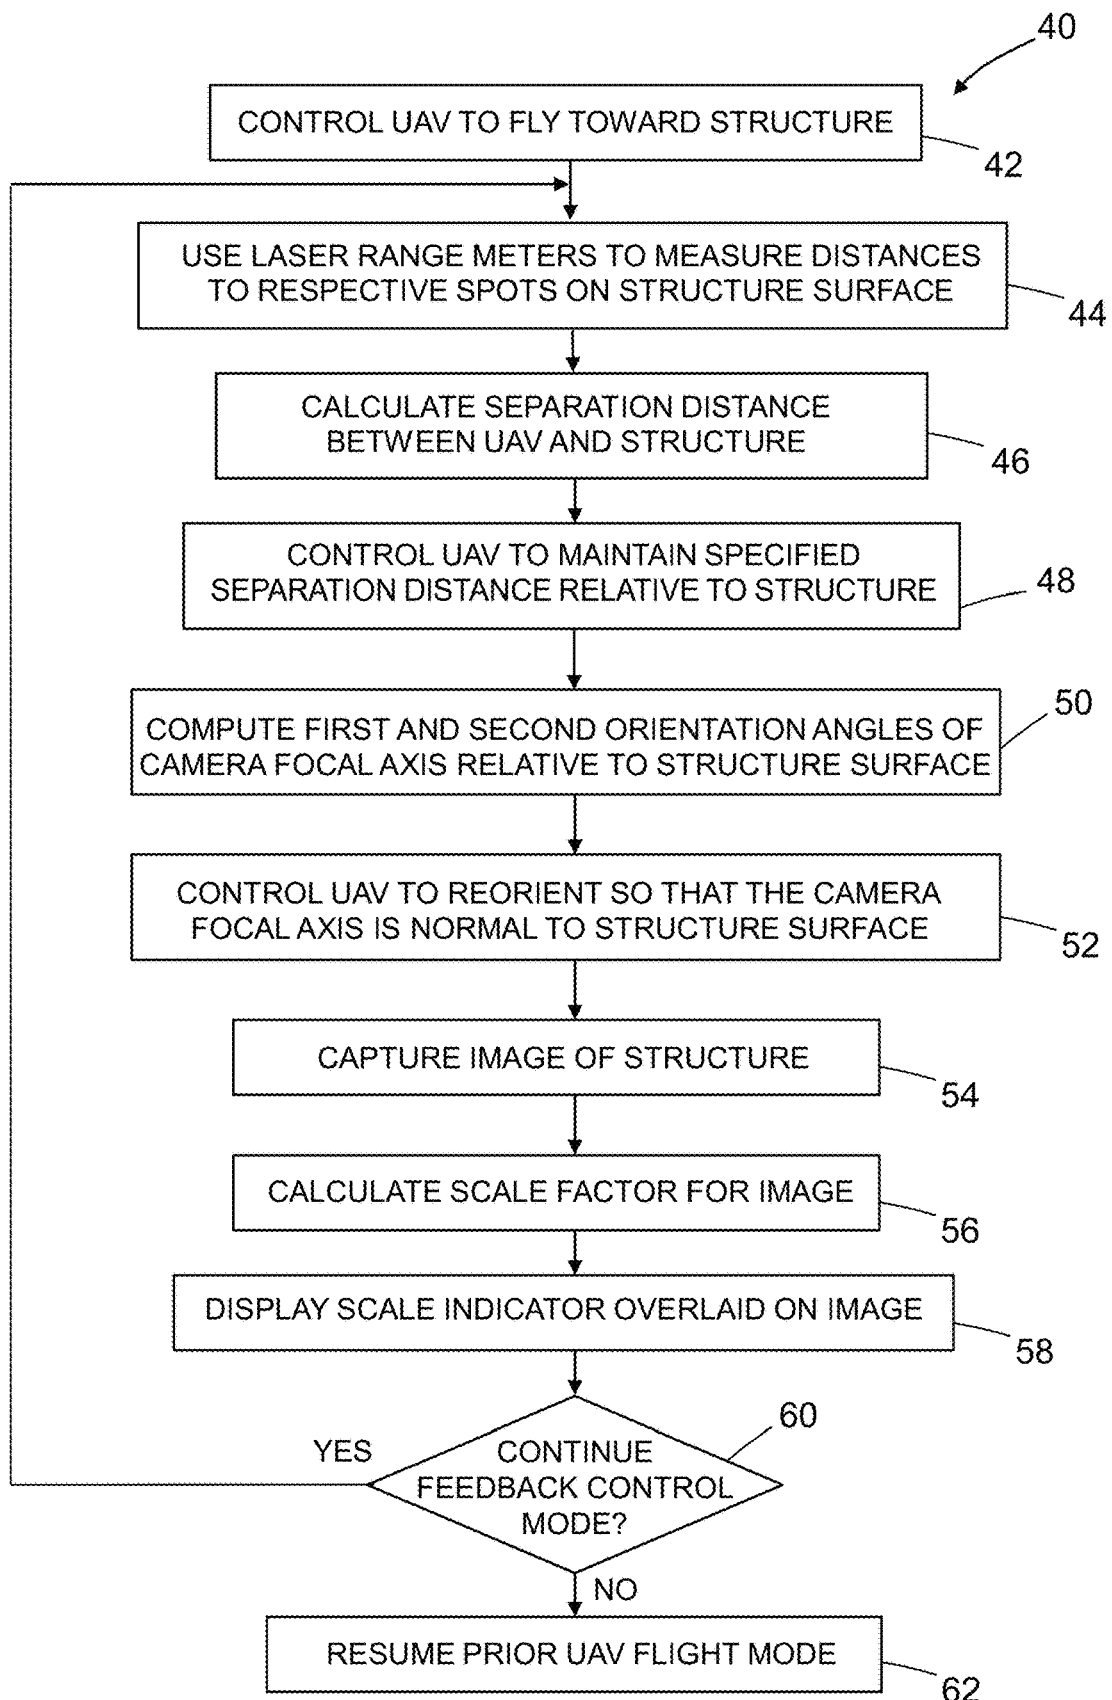 40
CONTROL UAV TO FLY TOWARD STRUCTURE
42
USE LASER RANGE METERS TO MEASURE DISTANCES
TO RESPECTIVE SPOTS ON STRUCTURE SURFACE
44
CALCULATE SEPARATION DISTANCE
BETWEEN UAV AND STRUCTURE
46
CONTROL UAV TO MAINTAIN SPECIFIED
SEPARATION DISTANCE RELATIVE TO STRUCTURE
48
COMPUTE FIRST AND SECOND ORIENTATION ANGLES OF
CAMERA FOCAL AXIS RELATIVE TO STRUCTURE SURFACE
50
CONTROL UAV TO REORIENT SO THAT THE CAMERA
FOCAL AXIS IS NORMAL TO STRUCTURE SURFACE
52
CAPTURE IMAGE OF STRUCTURE
54
CALCULATE SCALE FACTOR FOR IMAGE
56
DISPLAY SCALE INDICATOR OVERLAID ON IMAGE
58
60
YES
CONTINUE
FEEDBACK CONTROL
MODE?
NO
RESUME PRIOR UAV FLIGHT MODE
62